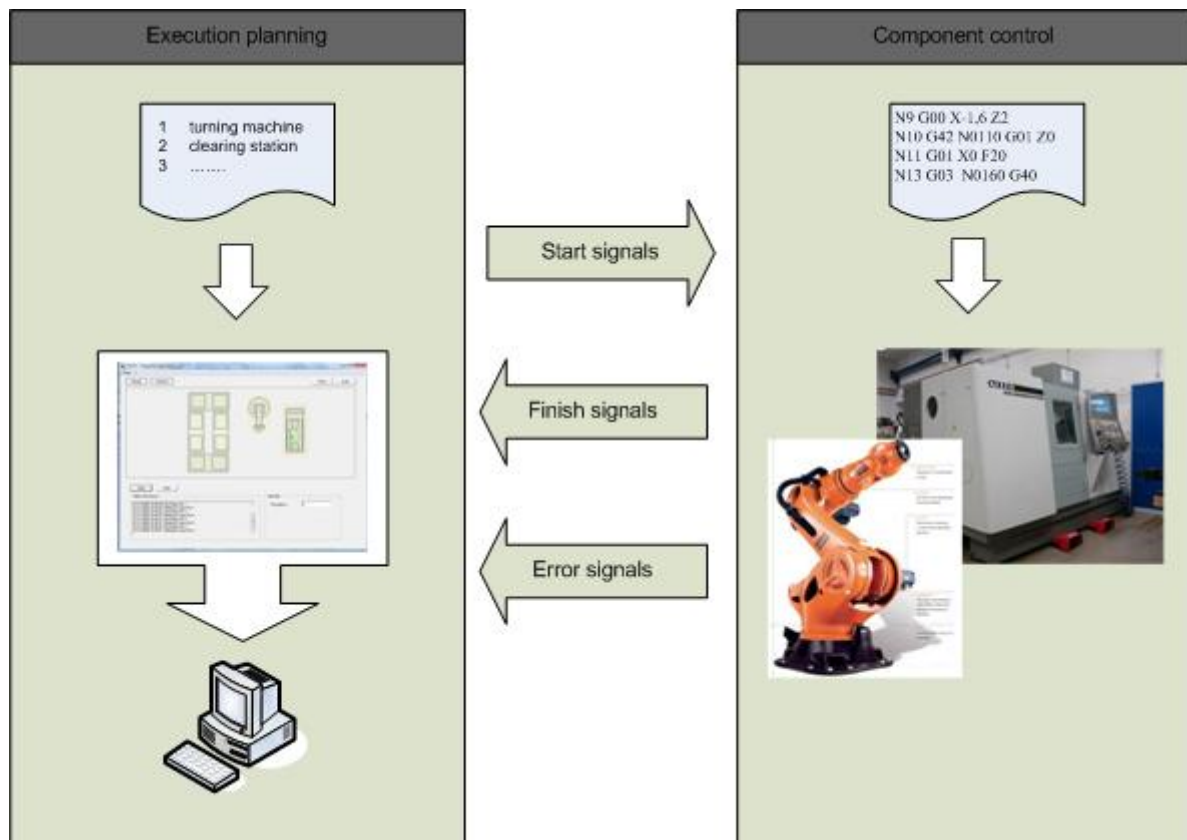 Execution planning
1 turning machine
2 clearing station
3 .......
Start signals
Finish signals
Error signals
Component control
N9 G00 X-1,6 Z2
N10 G42 N0110 G01 Z0
N11 G01 X0 F20
N13 G03 N0160 G40